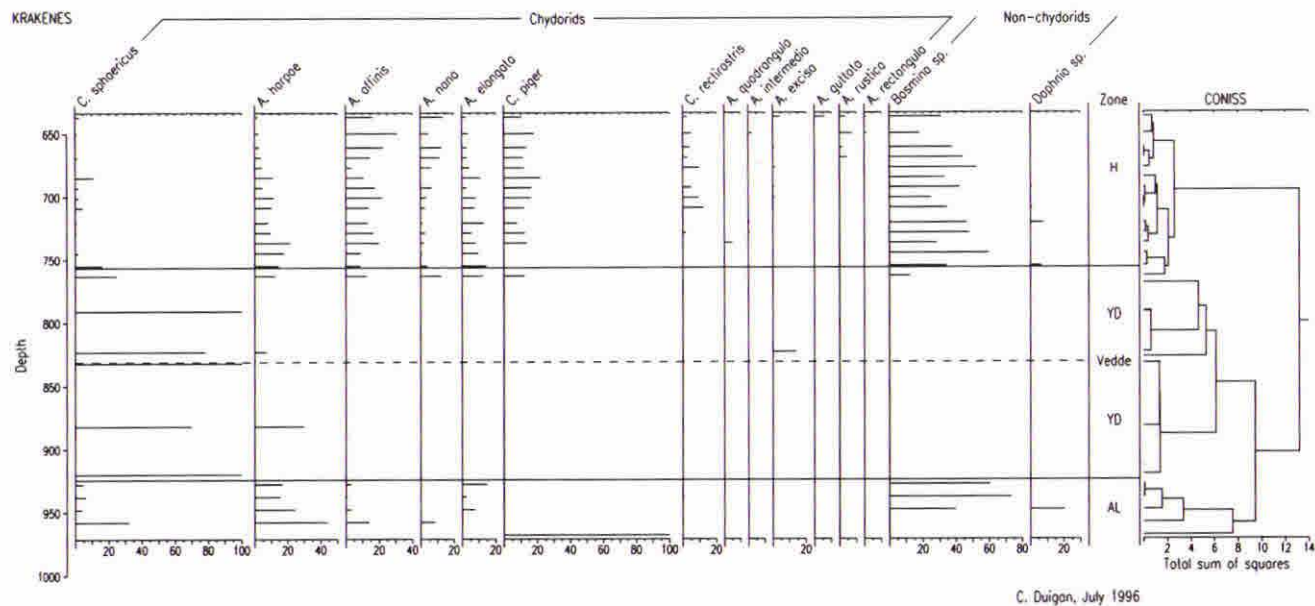 KRAKENES
Chydorids
Non-chydorids
C. sphaericus
A. harpae
A. affinis
A. nana
A. elongata
C. piger
C. rectirostris
A. quadrangula
A. intermedia
A. excisa
A. guttata
A. rustica
A. rectangula
Bosmina sp.
Daphnia sp.
Zone
CONISS
650
700
750
800
850
900
950
1000
Depth
H
YD
Vedde
YD
AL
20 40 60 80 100
20 40
20 40
20
20
20 40 60 80 100
20
20
20 40 60 80
20
2 4 6 8 10 12 14
Total sum of squares
C. Duigan, July 1996